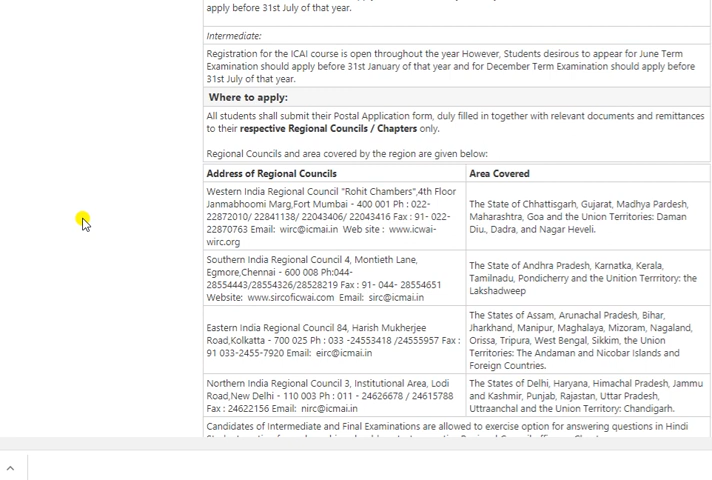 apply before 31st July of that year.
Intermediate:
Registration for the ICAI course is open throughout the year However, Students desirous to appear for June Term
Examination should apply before 31st January of that year and for December Term Examination should apply before
31st July of that year.
Where to apply:
All students shall submit their Postal Application form, duly filled in together with relevant documents and remittances
to their respective Regional Councils / Chapters only.
Regional Councils and area covered by the region are given below:
Address of Regional Councils
Area Covered
Western India Regional Council "Rohit Chambers",4th Floor
Janmabhoomi Marg,Fort Mumbai - 400 001 Ph : 022-
22872010/ 22841138/ 22043406/ 22043416 Fax : 91- 022-
22870763 Email: wirc@icmai.in Web site : www.icwai-
wirc.org
The State of Chhattisgarh, Gujarat, Madhya Pardesh,
Maharashtra, Goa and the Union Territories: Daman
Diu., Dadra, and Nagar Heveli.
Southern India Regional Council 4, Montieth Lane,
Egmore,Chennai - 600 008 Ph:044-
28554443/28554326/28528219 Fax : 91- 044- 28554651
Website: www.sircoficwai.com Email: sirc@icmai.in
The State of Andhra Pradesh, Karnatka, Kerala,
Tamilnadu, Pondicherry and the Unition Terrritory: the
Lakshadweep
Eastern India Regional Council 84, Harish Mukherjee
Road,Kolkatta - 700 025 Ph : 033 -24553418 /24555957 Fax :
91 033-2455-7920 Email: eirc@icmai.in
The States of Assam, Arunachal Pradesh, Bihar,
Jharkhand, Manipur, Maghalaya, Mizoram, Nagaland,
Orissa, Tripura, West Bengal, Sikkim, the Union
Territories: The Andaman and Nicobar Islands and
Foreign Countries.
Northern India Regional Council 3, Institutional Area, Lodi
Road,New Delhi - 110 003 Ph : 011 - 24626678 / 24615788
Fax : 24622156 Email: nirc@icmai.in
The States of Delhi, Haryana, Himachal Pradesh, Jammu
and Kashmir, Punjab, Rajastan, Uttar Pradesh,
Uttraanchal and the Union Territory: Chandigarh.
Candidates of Intermediate and Final Examinations are allowed to exercise option for answering questions in Hindi